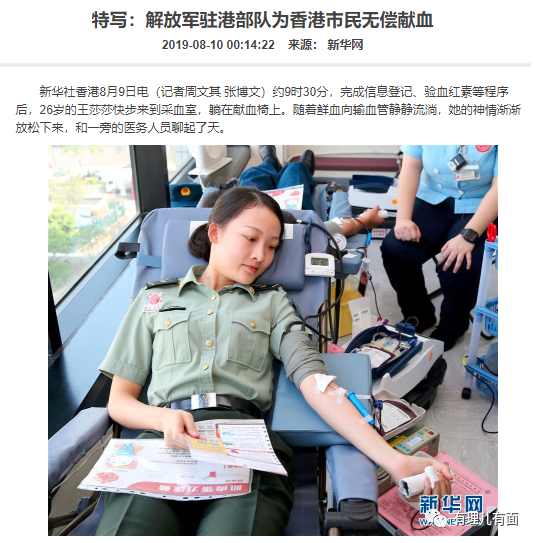 特写：解放军驻港部队为香港市民无偿献血
2019-08-10 00:14:22 来源： 新华网
新华社香港8月9日电（记者周文其 张博文）约9时30分，完成信息登记、验血红素等程序
后，26岁的王莎莎快步来到采血室，躺在献血椅上。随着鲜血向输血管静静流淌，她的神情渐渐
放松下来，和一旁的医务人员聊起了天。
新华网
有理儿有面